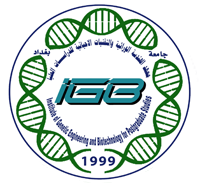 معهد الهندسة الوراثية والتقنيات الاحيائية للدراسات العليا
جامعة
بغداد
IGB
Institute of Genetic Engineering and Biotechnology for Postgraduate Studies
1999